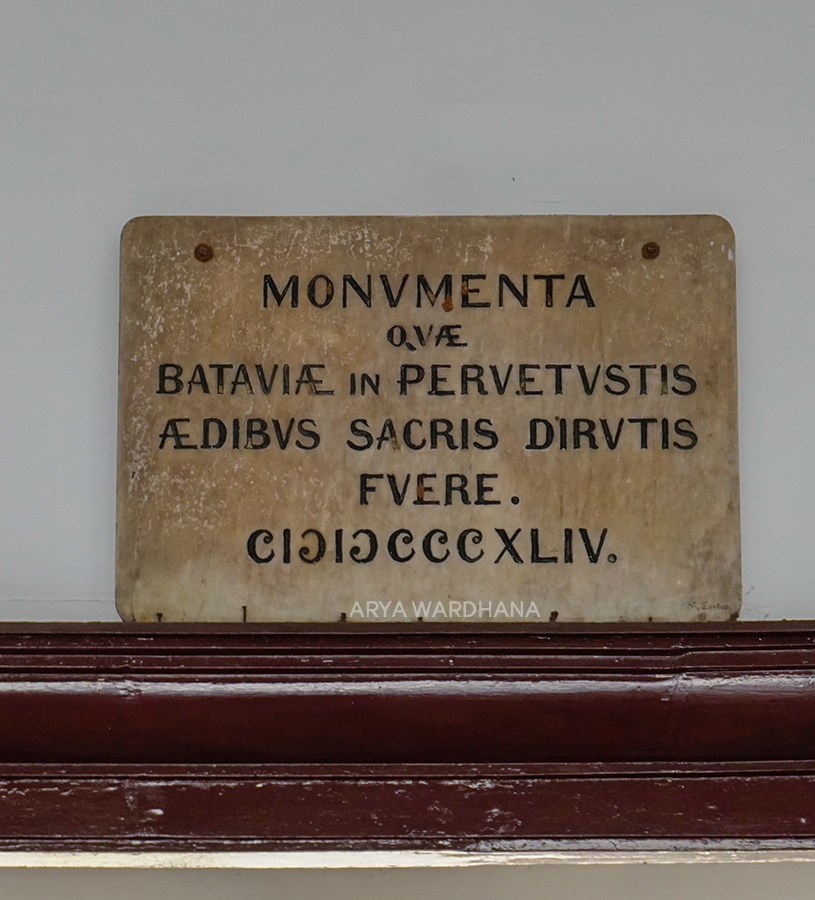 MONVMENTA
QVÆ
BATAVIÆ IN PERVETVSTIS
ÆDIBVS SACRIS DIRVTIS
FVERE.
CIƆIƆCCCXLIV.
ARYA WARDHANA